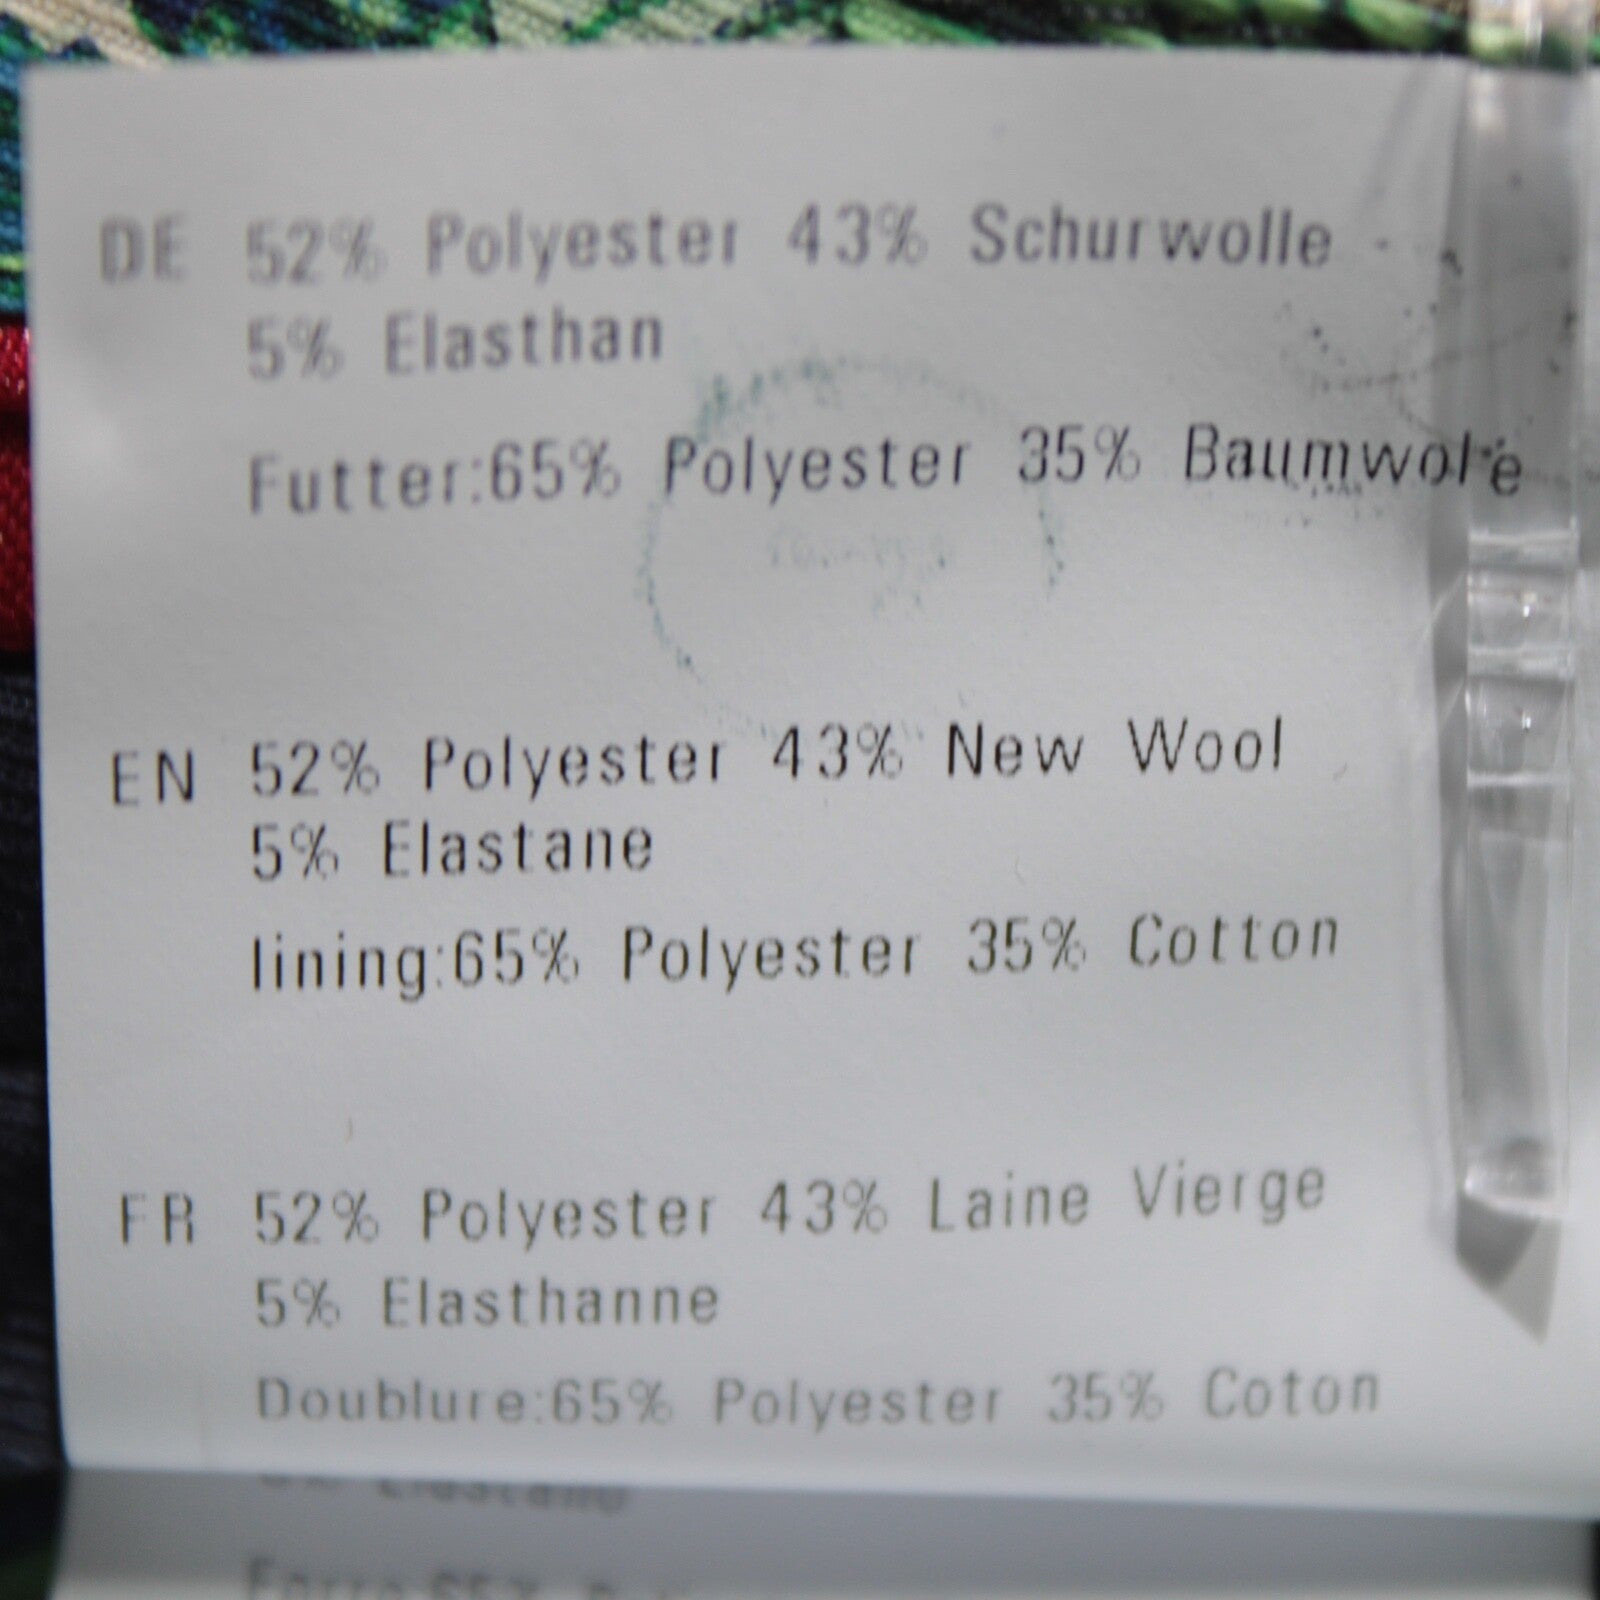 DE 52% Polyester 43% Schurwolle
5% Elasthan
Futter:65% Polyester 35% Baumwolle
EN 52% Polyester 43% New Wool
5% Elastane
lining:65% Polyester 35% Cotton
FR 52% Polyester 43% Laine Vierge
5% Elasthanne
Doublure:65% Polyester 35% Coton